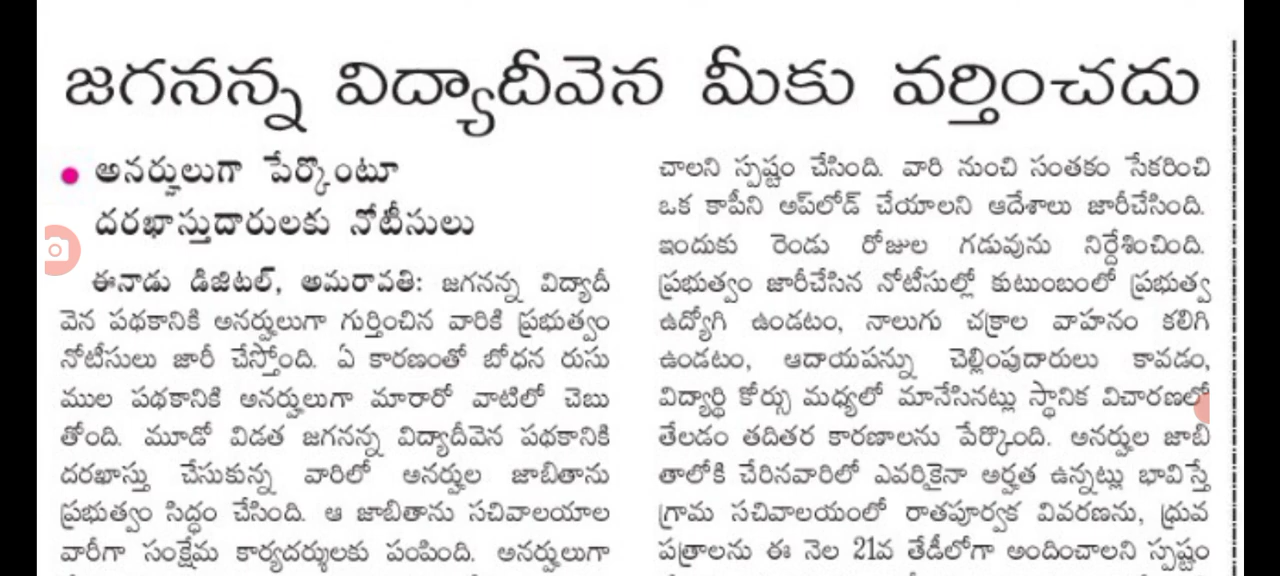 జగనన్న విద్యాదీవెన మీకు వర్తించదు
• అనర్హులుగా పేర్కొంటూ
దరఖాస్తుదారులకు నోటీసులు
ఈనాడు డిజిటల్, అమరావతి: జగనన్న విద్యాదీ
వెన పథకానికి అనర్హులుగా గుర్తించిన వారికి ప్రభుత్వం
నోటీసులు జారీ చేస్తోంది. ఏ కారణంతో బోధన రుసు
ముల పథకానికి అనర్హులుగా మారారో వాటిలో చెబు
తోంది. మూడో విడత జగనన్న విద్యాదీవెన పథకానికి
దరఖాస్తు చేసుకున్న వారిలో అనర్హుల జాబితాను
ప్రభుత్వం సిద్ధం చేసింది. ఆ జాబితాను సచివాలయాల
వారీగా సంక్షేమ కార్యదర్శులకు పంపింది. అనర్హులుగా
చాలని స్పష్టం చేసింది. వారి నుంచి సంతకం సేకరించి
ఒక కాపీని అప్‌లోడ్ చేయాలని ఆదేశాలు జారీచేసింది.
ఇందుకు రెండు రోజుల గడువును నిర్దేశించింది.
ప్రభుత్వం జారీచేసిన నోటీసుల్లో కుటుంబంలో ప్రభుత్వ
ఉద్యోగి ఉండటం, నాలుగు చక్రాల వాహనం కలిగి
ఉండటం, ఆదాయపన్ను చెల్లింపుదారులు కావడం,
విద్యార్థి కోర్సు మధ్యలో మానేసినట్లు స్థానిక విచారణలో
తేలడం తదితర కారణాలను పేర్కొంది. అనర్హుల జాబి
తాలోకి చేరినవారిలో ఎవరికైనా అర్హత ఉన్నట్లు భావిస్తే
గ్రామ సచివాలయంలో రాతపూర్వక వివరణను, ధ్రువ
పత్రాలను ఈ నెల 21వ తేడీలోగా అందించాలని స్పష్టం